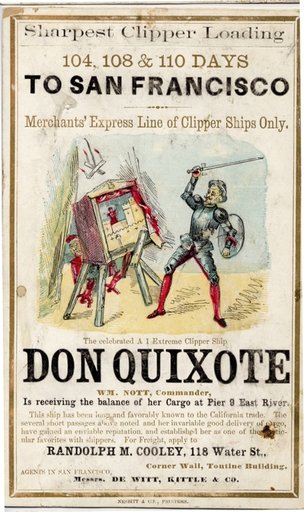 Sharpest Clipper Loading
104, 108 & 110 DAYS
TO SAN FRANCISCO
Merchants' Express Line of Clipper Ships Only.
The celebrated A 1 Extreme Clipper Ship
DON QUIXOTE
WM. NOTT, Commander,
Is receiving the balance of her Cargo at Pier 9 East River.
This ship has been long and favorably known to the California trade. The
several short passages above noted and her invariable good delivery of cargo,
have gained an enviable reputation, and established her as one of the partic-
ular favorites with shippers. For Freight, apply to
RANDOLPH M. COOLEY, 118 Water St.,
Corner Wall, Tontine Building.
AGENTS IN SAN FRANCISCO,
Messrs. DE WITT, KITTLE & CO.
NESBITT & CO., PRINTERS.